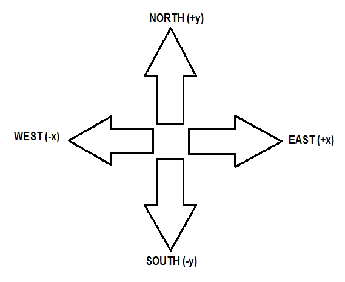 NORTH (+y)
WEST (-x)
EAST (+x)
SOUTH (-y)